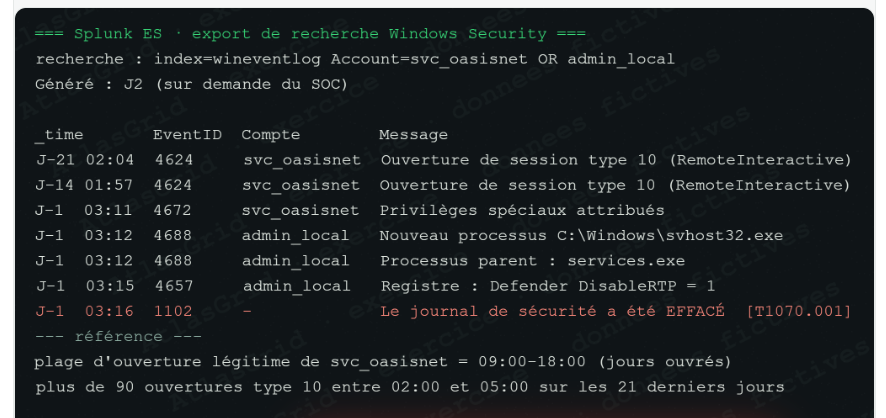 === Splunk ES · export de recherche Windows Security ===
recherche : index=wineventlog Account=svc_oasisnet OR admin_local
Généré : J2 (sur demande du SOC)
_time EventID Compte Message
J-21 02:04 4624 svc_oasisnet Ouverture de session type 10 (RemoteInteractive)
J-14 01:57 4624 svc_oasisnet Ouverture de session type 10 (RemoteInteractive)
J-1 03:11 4672 svc_oasisnet Privilèges spéciaux attribués
J-1 03:12 4688 admin_local Nouveau processus C:\Windows\svhost32.exe
J-1 03:12 4688 admin_local Processus parent : services.exe
J-1 03:15 4657 admin_local Registre : Defender DisableRTP = 1
J-1 03:16 1102 - Le journal de sécurité a été EFFACÉ [T1070.001]
--- référence ---
plage d'ouverture légitime de svc_oasisnet = 09:00-18:00 (jours ouvrés)
plus de 90 ouvertures type 10 entre 02:00 et 05:00 sur les 21 derniers jours
AtlasGrid · exercice · donnees fictives